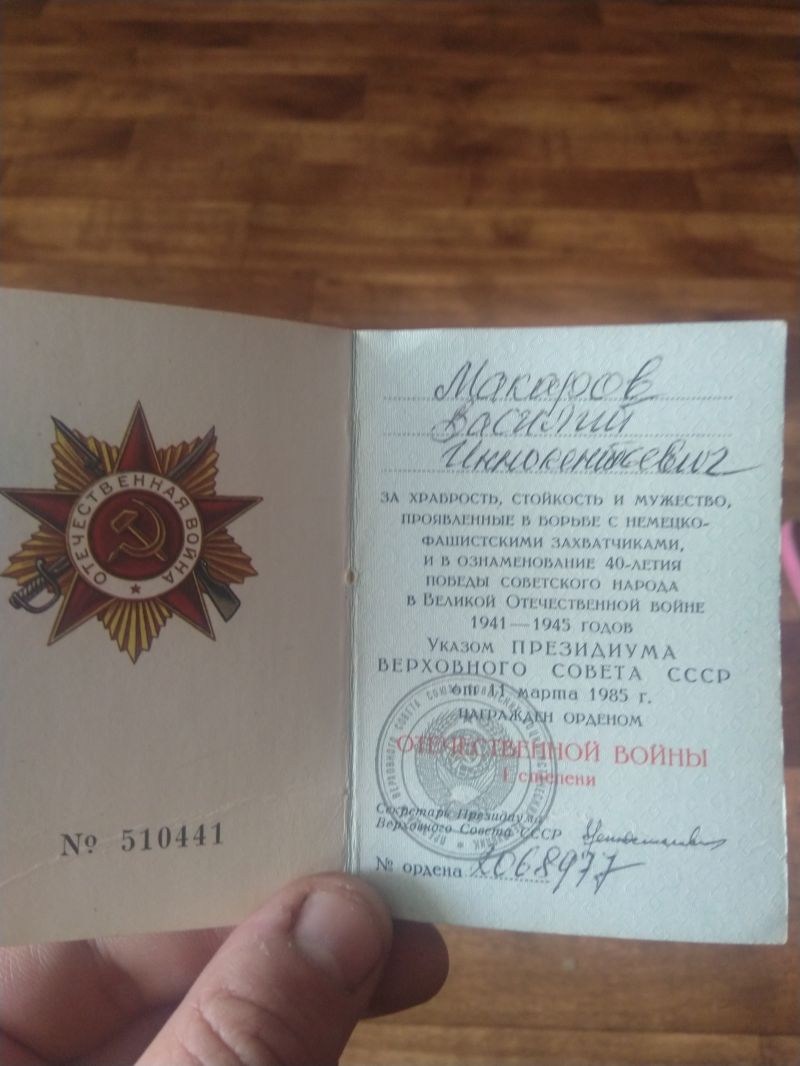 ОТЕЧЕСТВЕННАЯ ВОЙНА
№ 510441
Макаров
Василий
Иннокентьевич
ЗА ХРАБРОСТЬ, СТОЙКОСТЬ И МУЖЕСТВО,
ПРОЯВЛЕННЫЕ В БОРЬБЕ С НЕМЕЦКО-
ФАШИСТСКИМИ ЗАХВАТЧИКАМИ,
И В ОЗНАМЕНОВАНИЕ 40-ЛЕТИЯ
ПОБЕДЫ СОВЕТСКОГО НАРОДА
В ВЕЛИКОЙ ОТЕЧЕСТВЕННОЙ ВОЙНЕ
1941—1945 ГОДОВ
УКАЗОМ ПРЕЗИДИУМА
ВЕРХОВНОГО СОВЕТА СССР
от 11 марта 1985 г.
НАГРАЖДЕН ОРДЕНОМ
ОТЕЧЕСТВЕННОЙ ВОЙНЫ
I степени
Секретарь Президиума
Верховного Совета СССР
№ ордена 2068977